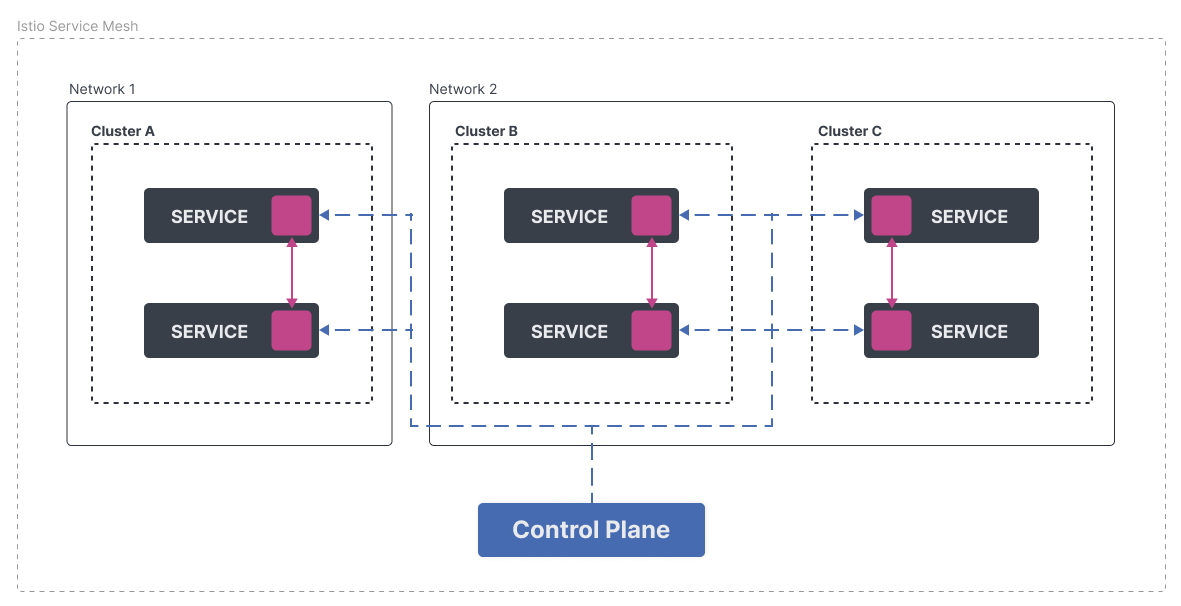 Istio Service Mesh
Network 1
Network 2
Cluster A
Cluster B
Cluster C
SERVICE
SERVICE
SERVICE
SERVICE
SERVICE
SERVICE
Control Plane